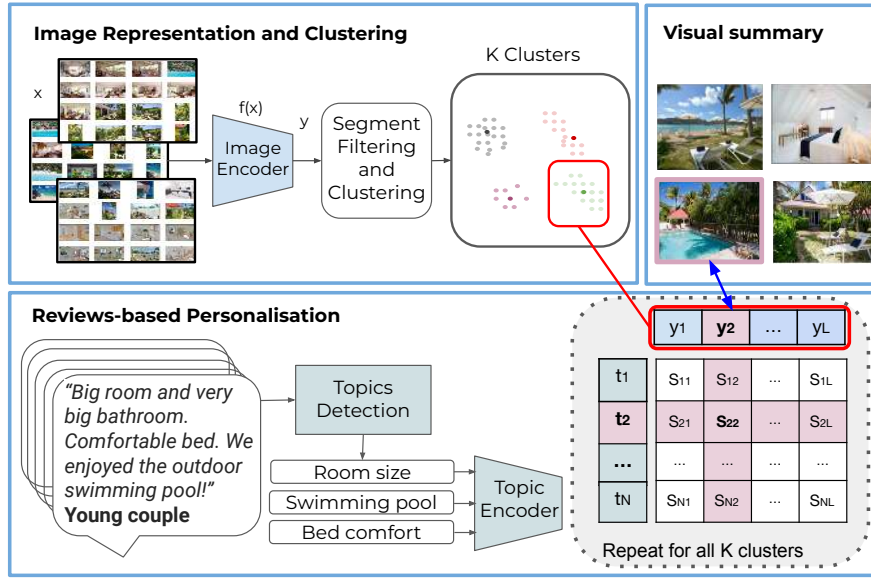 Image Representation and Clustering
x
f(x)
Image
Encoder
y
Segment
Filtering
and
Clustering
K Clusters
Visual summary
Reviews-based Personalisation
“Big room and very
big bathroom.
Comfortable bed. We
enjoyed the outdoor
swimming pool!”
Young couple
Topics
Detection
Room size
Swimming pool
Bed comfort
Topic
Encoder
y1 y2 ... yL
t1 S11 S12 ... S1L
t2 S21 S22 ... S2L
... ... ... ... ...
tN SN1 SN2 ... SNL
Repeat for all K clusters